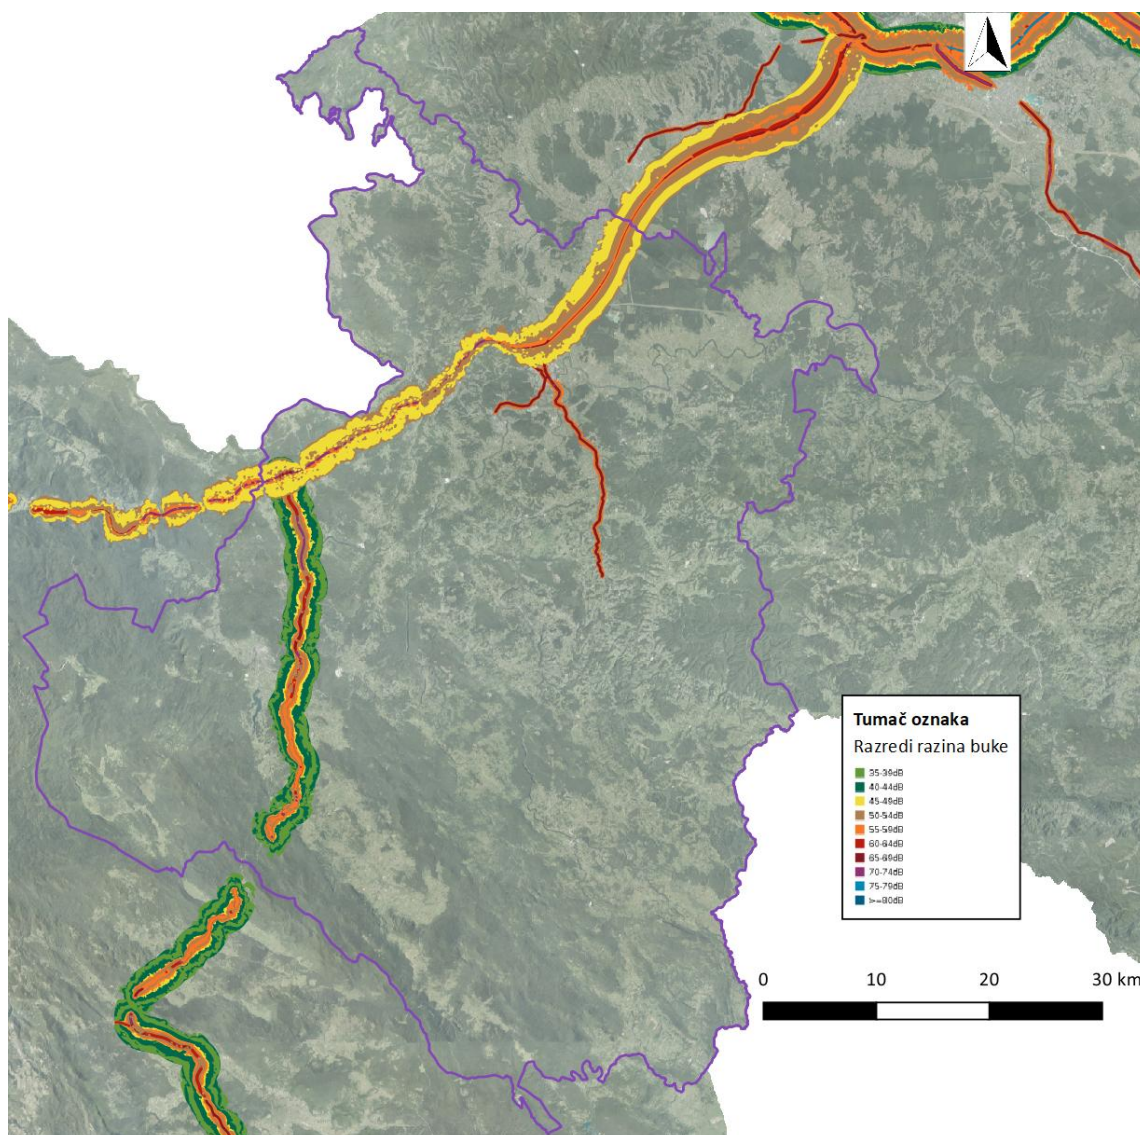 Tumač oznaka
Razredi razina buke
35-39dB
40-44dB
45-49dB
50-54dB
55-59dB
60-64dB
65-69dB
70-74dB
75-79dB
>=80dB
0 10 20 30 km